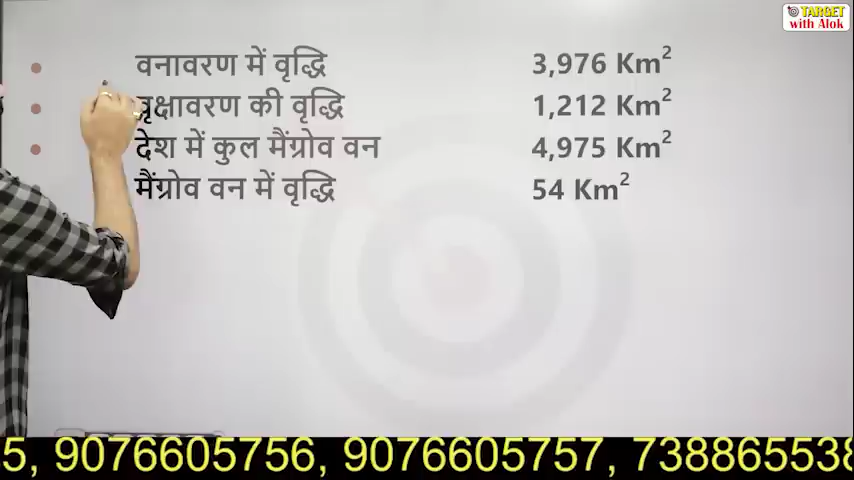 TARGET
with Alok
वनावरण में वृद्धि 3,976 Km²
वृक्षावरण की वृद्धि 1,212 Km²
देश में कुल मैंग्रोव वन 4,975 Km²
मैंग्रोव वन में वृद्धि 54 Km²
5, 9076605756, 9076605757, 738865538